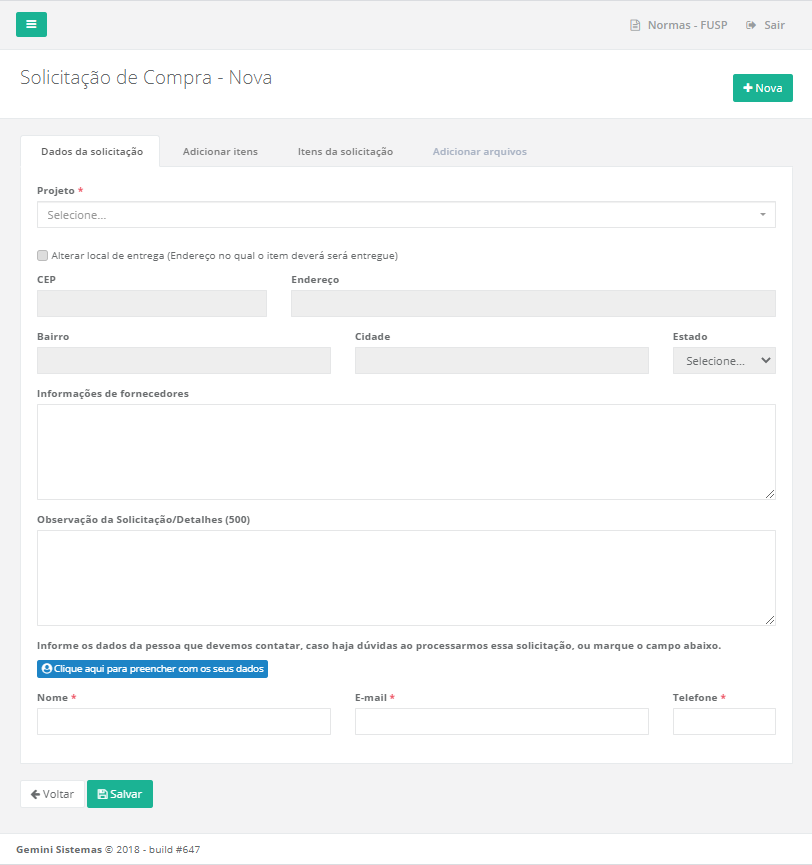 Normas - FUSP Sair
Solicitação de Compra - Nova
Nova
Dados da solicitação Adicionar itens Itens da solicitação Adicionar arquivos
Projeto *
Selecione...
Alterar local de entrega (Endereço no qual o item deverá será entregue)
CEP Endereço
Bairro Cidade Estado
Selecione...
Informações de fornecedores
Observação da Solicitação/Detalhes (500)
Informe os dados da pessoa que devemos contatar, caso haja dúvidas ao processarmos essa solicitação, ou marque o campo abaixo.
Clique aqui para preencher com os seus dados
Nome * E-mail * Telefone *
Voltar Salvar
Gemini Sistemas © 2018 - build #647